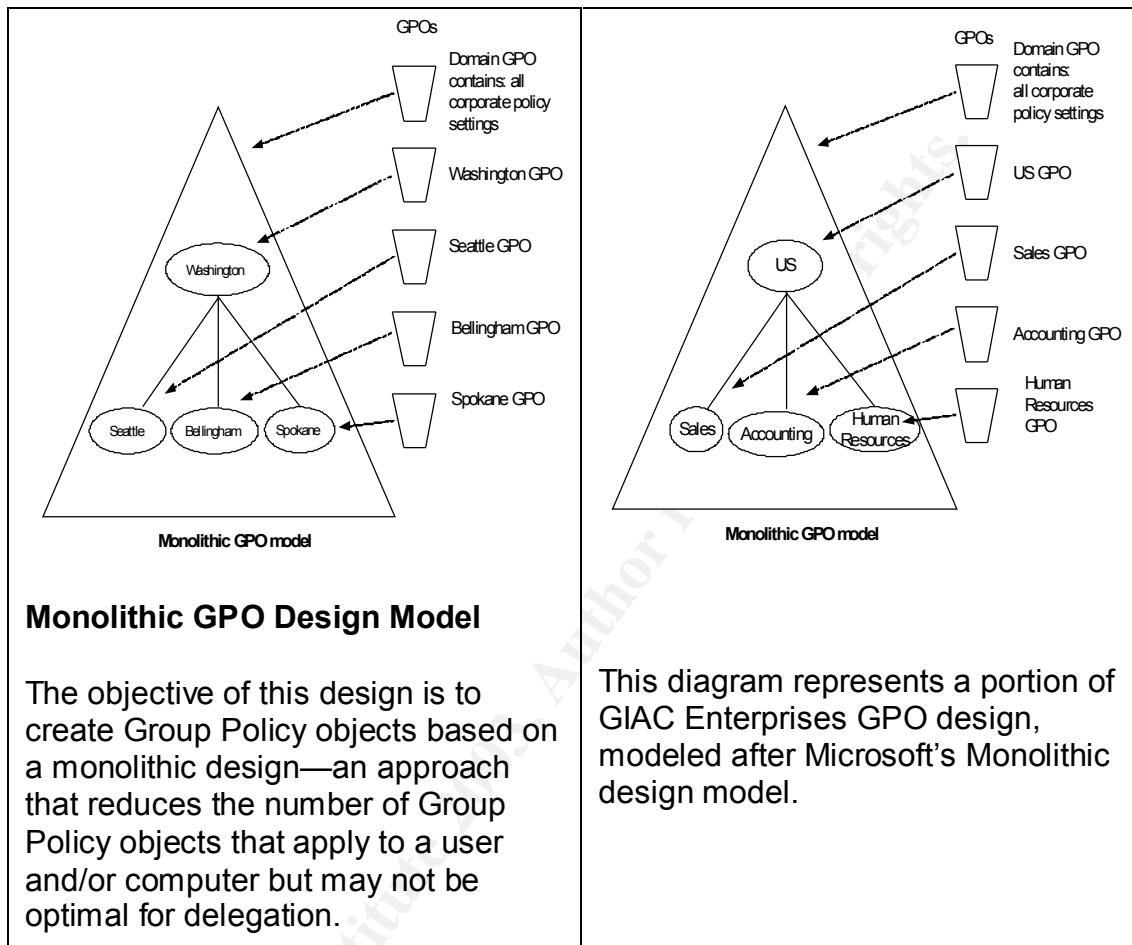 GPOs
Domain GPO
contains: all
corporate policy
settings
Washington GPO
Seattle GPO
Bellingham GPO
Spokane GPO
Washington
Seattle
Bellingham
Spokane
Monolithic GPO model
Monolithic GPO Design Model
The objective of this design is to
create Group Policy objects based on
a monolithic design—an approach
that reduces the number of Group
Policy objects that apply to a user
and/or computer but may not be
optimal for delegation.
GPOs
Domain GPO
contains:
all corporate
policy settings
US GPO
Sales GPO
Accounting GPO
Human
Resources
GPO
US
Sales
Accounting
Human
Resources
Monolithic GPO model
This diagram represents a portion of
GIAC Enterprises GPO design,
modeled after Microsoft's Monolithic
design model.
stitute 2003, Author r
rights.